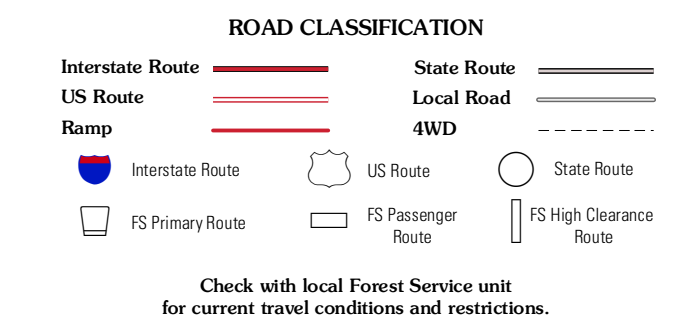 ROAD CLASSIFICATION
Interstate Route
State Route
US Route
Local Road
Ramp
4WD
Interstate Route
US Route
State Route
FS Primary Route
FS Passenger
Route
FS High Clearance
Route
Check with local Forest Service unit
for current travel conditions and restrictions.